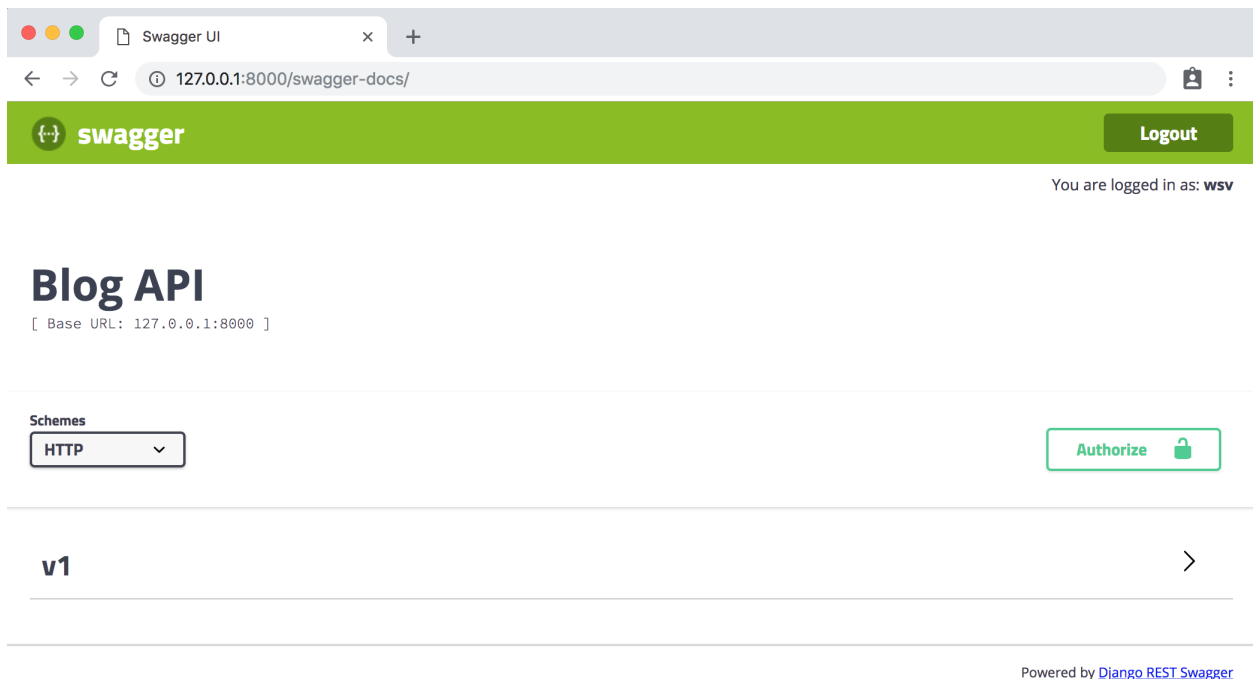 Swagger UI
127.0.0.1:8000/swagger-docs/
{··} swagger
Logout
You are logged in as: wsv
Blog API
[ Base URL: 127.0.0.1:8000 ]
Schemes
HTTP
Authorize
v1
Powered by Django REST Swagger